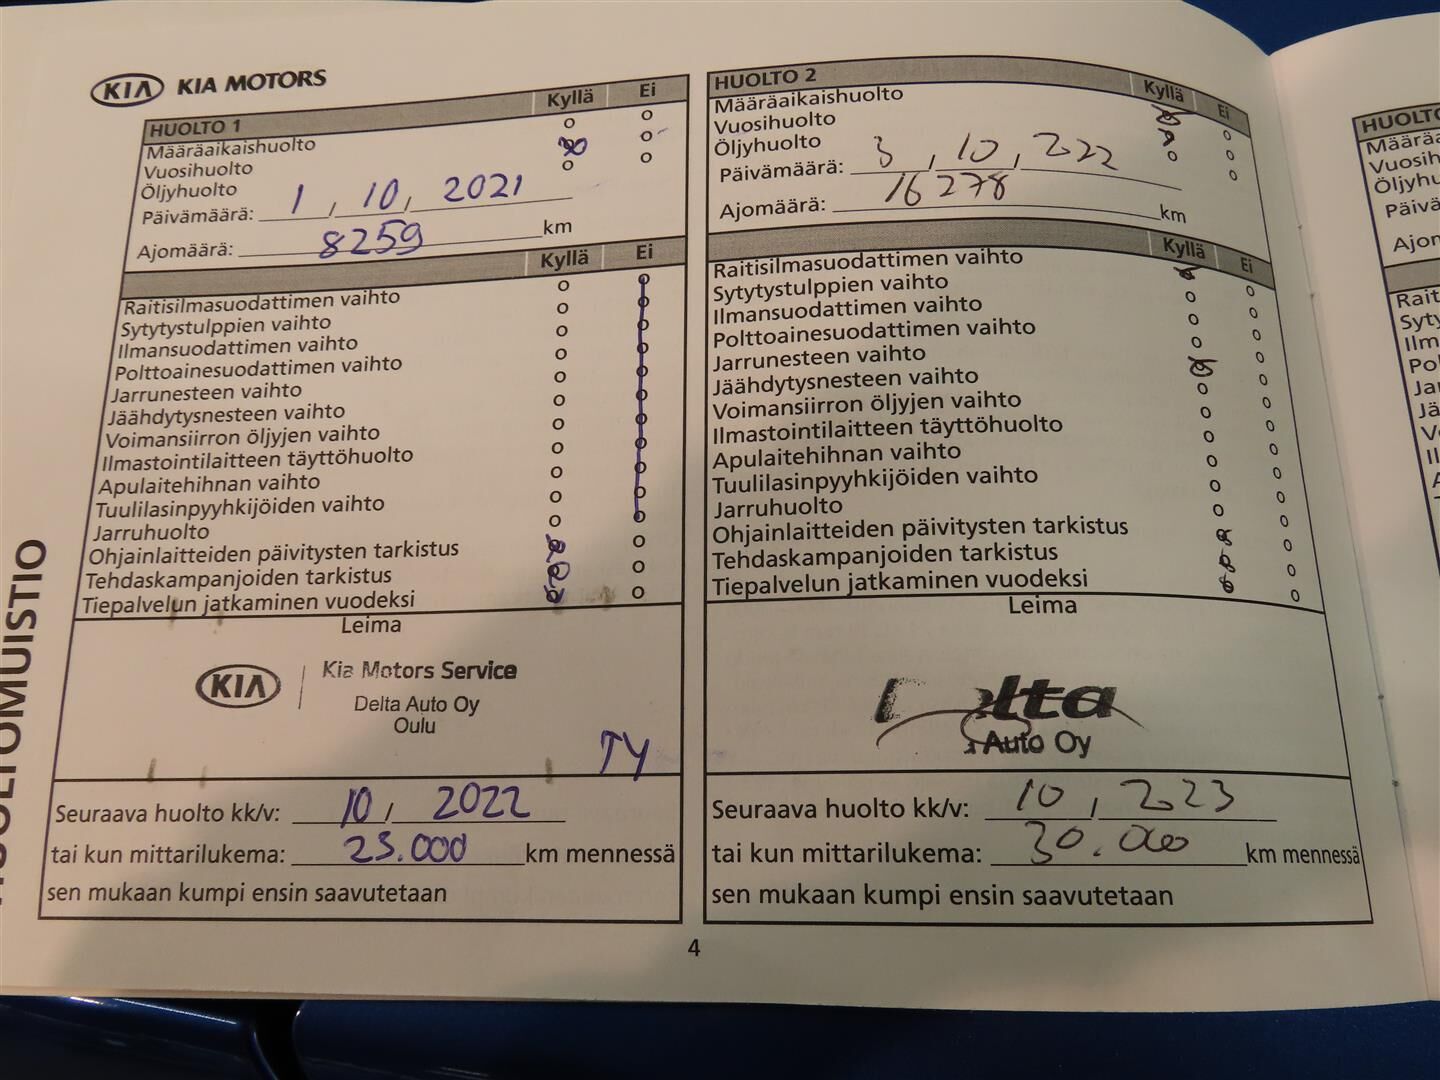 KIA KIA MOTORS
HUOLTO 1 Kyllä Ei
Määräaikaishuolto
Vuosihuolto
Öljyhuolto
Päivämäärä: 1, 10, 2021
Ajomäärä: 8259 km
Kyllä Ei
Raitisilmasuodattimen vaihto
Sytytystulppien vaihto
Ilmansuodattimen vaihto
Polttoainesuodattimen vaihto
Jarrunesteen vaihto
Jäähdytysnesteen vaihto
Voimansiirron öljyjen vaihto
Ilmastointilaitteen täyttöhuolto
Apulaitehihnan vaihto
Tuulilasinpyyhkijöiden vaihto
Jarruhuolto
Ohjainlaitteiden päivitysten tarkistus
Tehdaskampanjoiden tarkistus
Tiepalvelun jatkaminen vuodeksi
Leima
KIA Kia Motors Service
Delta Auto Oy
Oulu
TY
Seuraava huolto kk/v: 10, 2022
tai kun mittarilukema: 23.000 km mennessä
sen mukaan kumpi ensin saavutetaan
HUOLTO 2 Kyllä Ei
Määräaikaishuolto
Vuosihuolto
Öljyhuolto
Päivämäärä: 3, 10, 2022
Ajomäärä: 16278 km
Kyllä Ei
Raitisilmasuodattimen vaihto
Sytytystulppien vaihto
Ilmansuodattimen vaihto
Polttoainesuodattimen vaihto
Jarrunesteen vaihto
Jäähdytysnesteen vaihto
Voimansiirron öljyjen vaihto
Ilmastointilaitteen täyttöhuolto
Apulaitehihnan vaihto
Tuulilasinpyyhkijöiden vaihto
Jarruhuolto
Ohjainlaitteiden päivitysten tarkistus
Tehdaskampanjoiden tarkistus
Tiepalvelun jatkaminen vuodeksi
Leima
Delta
Auto Oy
Seuraava huolto kk/v: 10, 2023
tai kun mittarilukema: 30.000 km mennessä
sen mukaan kumpi ensin saavutetaan
4